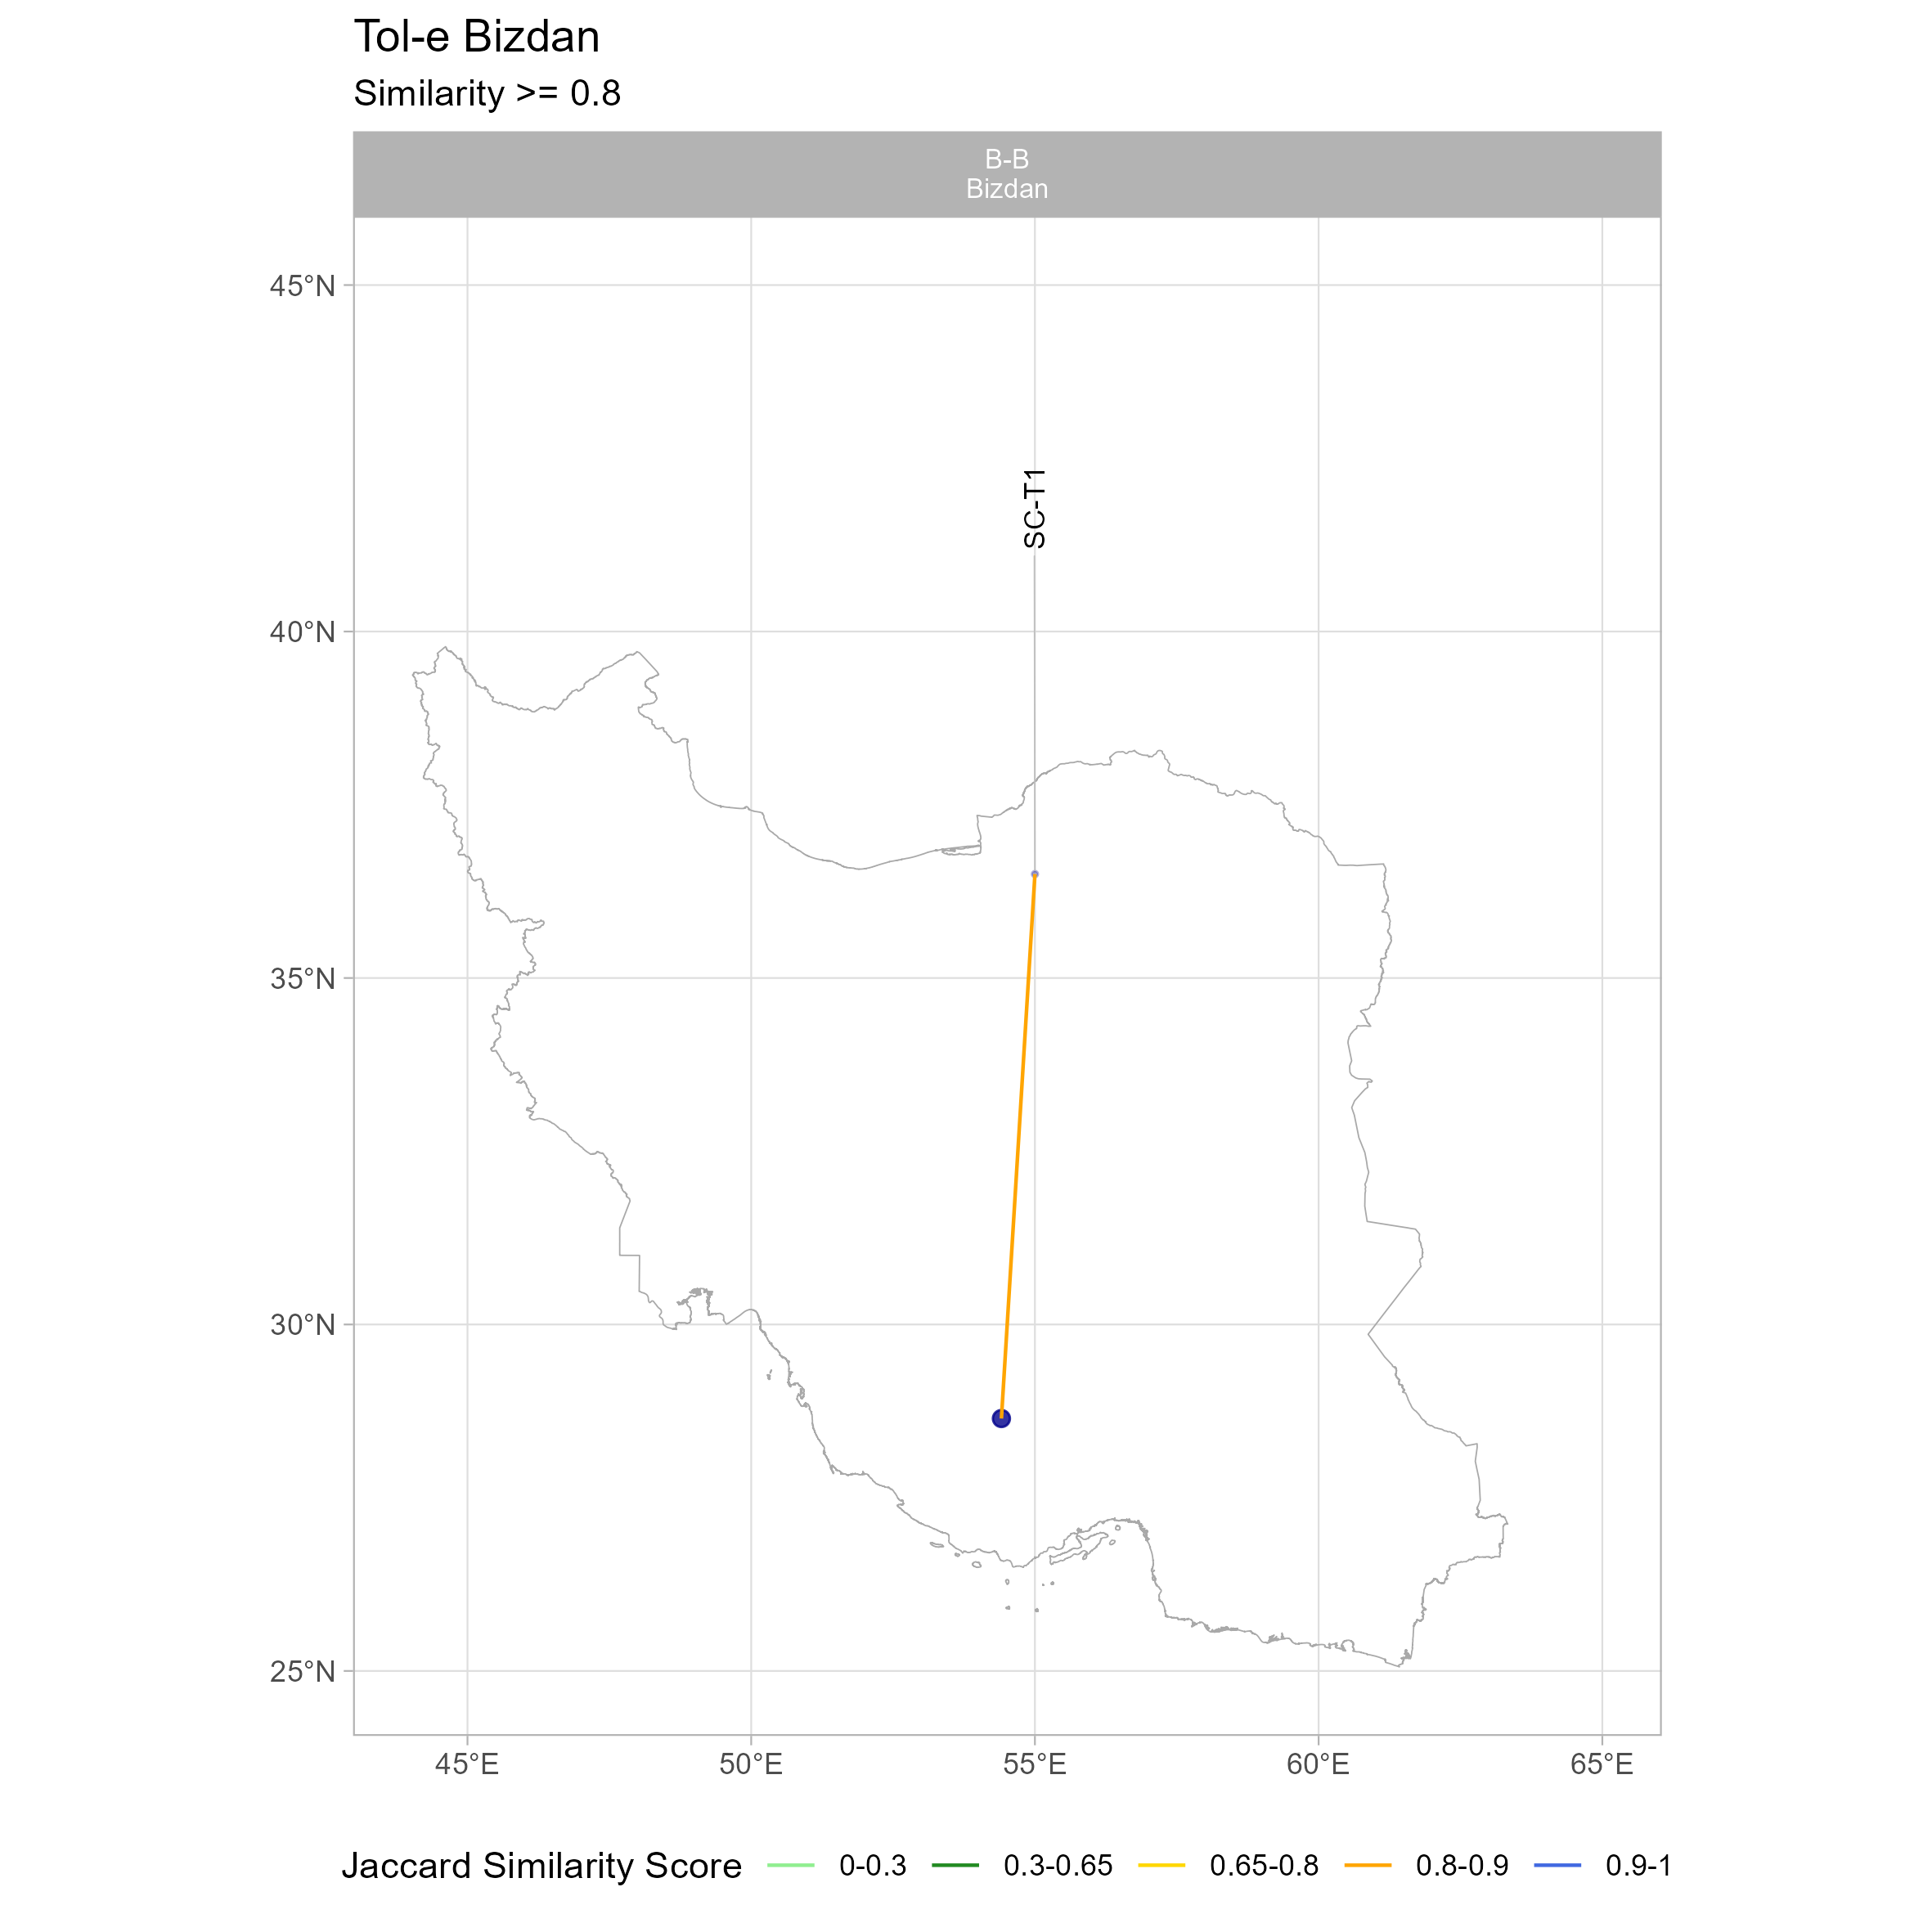 Tol-e Bizdan
Similarity >= 0.8
B-B
Bizdan
45°N
40°N
35°N
30°N
25°N
SC-T1
45°E
50°E
55°E
60°E
65°E
Jaccard Similarity Score 0-0.3 0.3-0.65 0.65-0.8 0.8-0.9 0.9-1